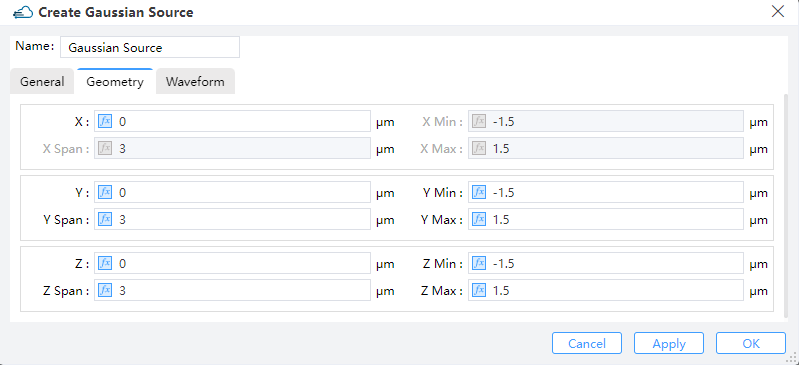 Create Gaussian Source
Name: Gaussian Source
General Geometry Waveform
X : fx 0 μm X Min : fx -1.5 μm
X Span : fx 3 μm X Max : fx 1.5 μm
Y : fx 0 μm Y Min : fx -1.5 μm
Y Span : fx 3 μm Y Max : fx 1.5 μm
Z : fx 0 μm Z Min : fx -1.5 μm
Z Span : fx 3 μm Z Max : fx 1.5 μm
Cancel Apply OK